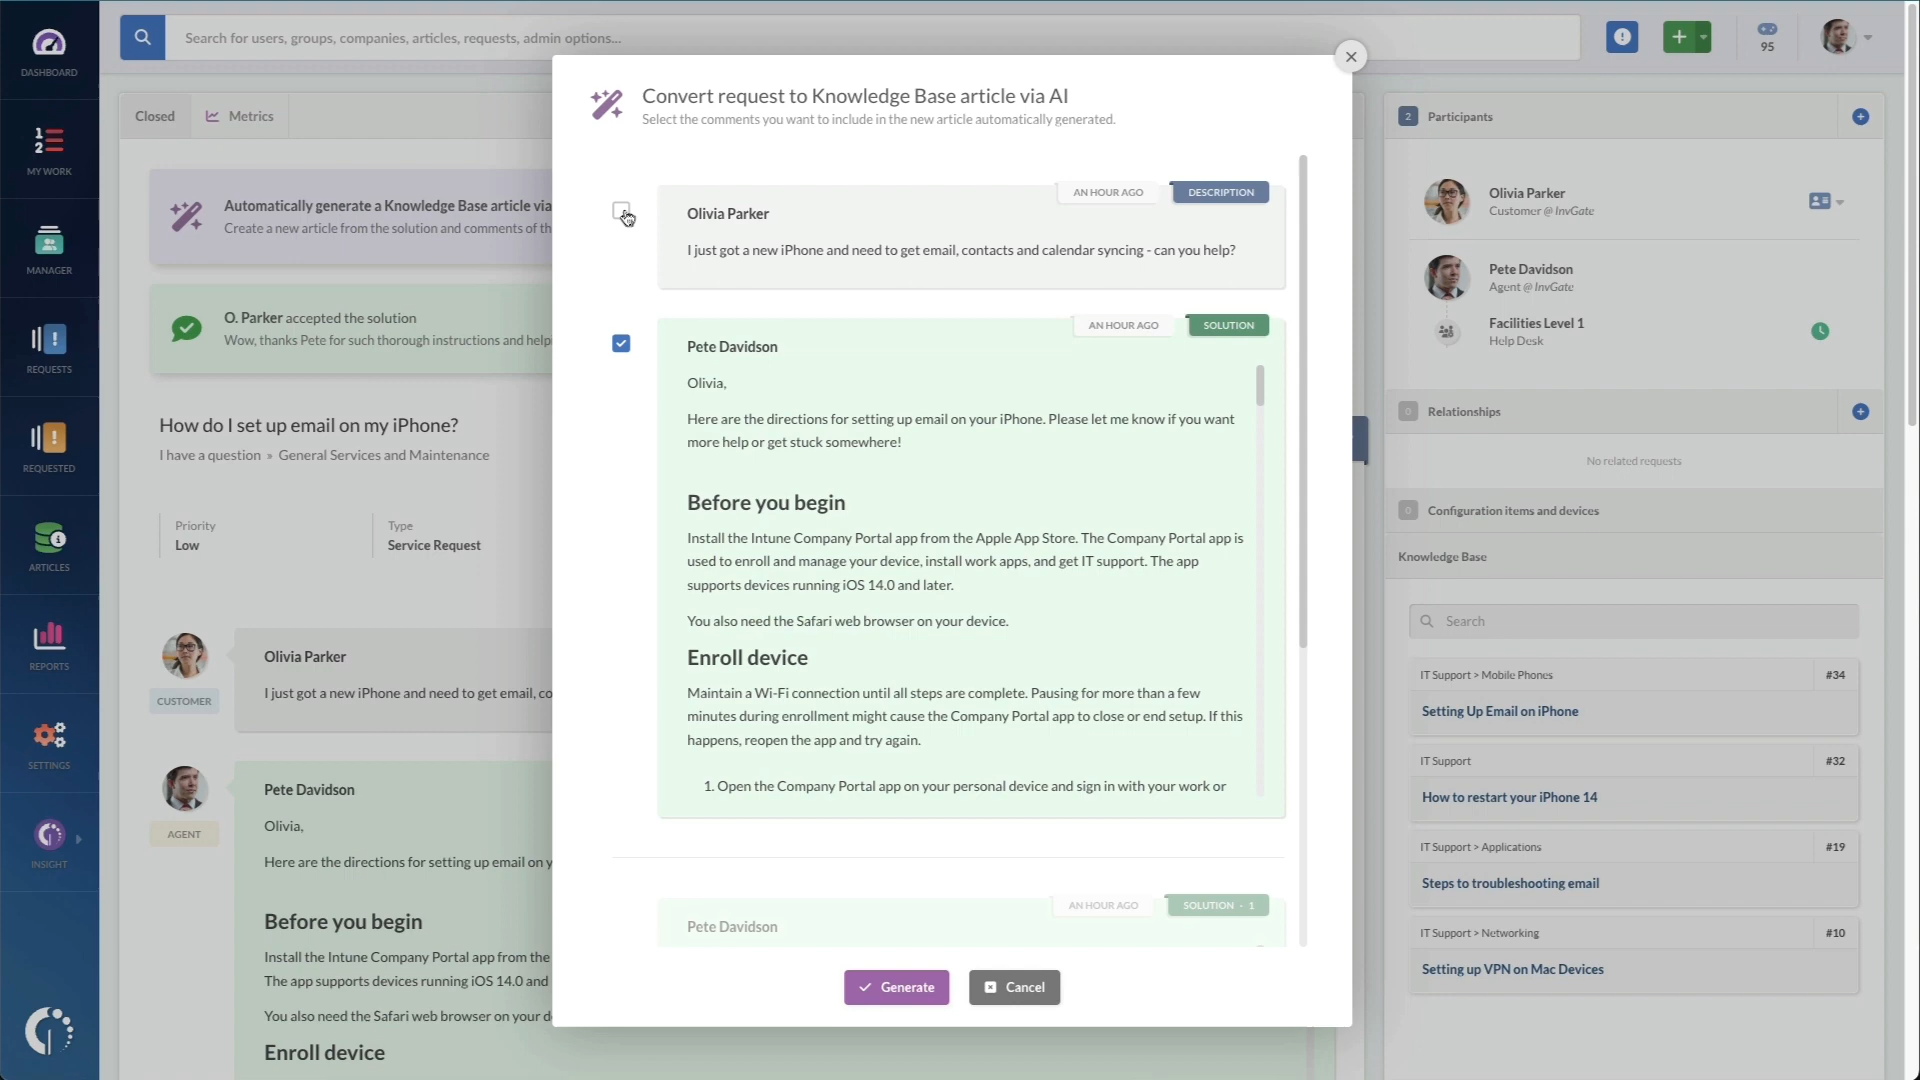 DASHBOARD
MY WORK
MANAGER
REQUESTS
REQUESTED
ARTICLES
REPORTS
SETTINGS
INSIGHT
Search for users, groups, companies, articles, requests, admin options...
95
Closed
Metrics
Automatically generate a Knowledge Base article via
Create a new article from the solution and comments of th
O. Parker accepted the solution
Wow, thanks Pete for such thorough instructions and help
How do I set up email on my iPhone?
I have a question » General Services and Maintenance
Priority
Low
Type
Service Request
CUSTOMER
Olivia Parker
I just got a new iPhone and need to get email, co
AGENT
Pete Davidson
Olivia,
Here are the directions for setting up email on y
Before you begin
Install the Intune Company Portal app from the
The app supports devices running iOS 14.0 and
You also need the Safari web browser on your d
Enroll device
Convert request to Knowledge Base article via AI
Select the comments you want to include in the new article automatically generated.
AN HOUR AGO
DESCRIPTION
Olivia Parker
I just got a new iPhone and need to get email, contacts and calendar syncing - can you help?
AN HOUR AGO
SOLUTION
Pete Davidson
Olivia,
Here are the directions for setting up email on your iPhone. Please let me know if you want
more help or get stuck somewhere!
Before you begin
Install the Intune Company Portal app from the Apple App Store. The Company Portal app is
used to enroll and manage your device, install work apps, and get IT support. The app
supports devices running iOS 14.0 and later.
You also need the Safari web browser on your device.
Enroll device
Maintain a Wi-Fi connection until all steps are complete. Pausing for more than a few
minutes during enrollment might cause the Company Portal app to close or end setup. If this
happens, reopen the app and try again.
1. Open the Company Portal app on your personal device and sign in with your work or
AN HOUR AGO
SOLUTION - 1
Pete Davidson
Generate
Cancel
2
Participants
Olivia Parker
Customer @ InvGate
Pete Davidson
Agent @ InvGate
Facilities Level 1
Help Desk
0
Relationships
No related requests
0
Configuration items and devices
Knowledge Base
Search
IT Support > Mobile Phones
#34
Setting Up Email on iPhone
IT Support
#32
How to restart your iPhone 14
IT Support > Applications
#19
Steps to troubleshooting email
IT Support > Networking
#10
Setting up VPN on Mac Devices